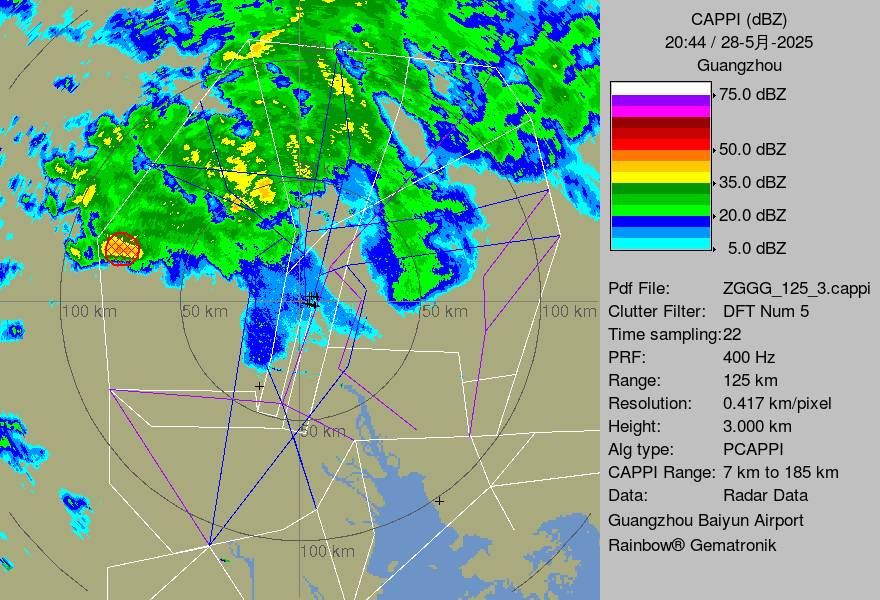 CAPPI (dBZ)
20:44 / 28-5月-2025
Guangzhou
75.0 dBZ
50.0 dBZ
35.0 dBZ
20.0 dBZ
5.0 dBZ
Pdf File: ZGGG_125_3.cappi
Clutter Filter: DFT Num 5
Time sampling:22
PRF: 400 Hz
Range: 125 km
Resolution: 0.417 km/pixel
Height: 3.000 km
Alg type: PCAPPI
CAPPI Range: 7 km to 185 km
Data: Radar Data
Guangzhou Baiyun Airport
Rainbow® Gematronik
100 km
50 km
50 km
100 km
50 km
100 km